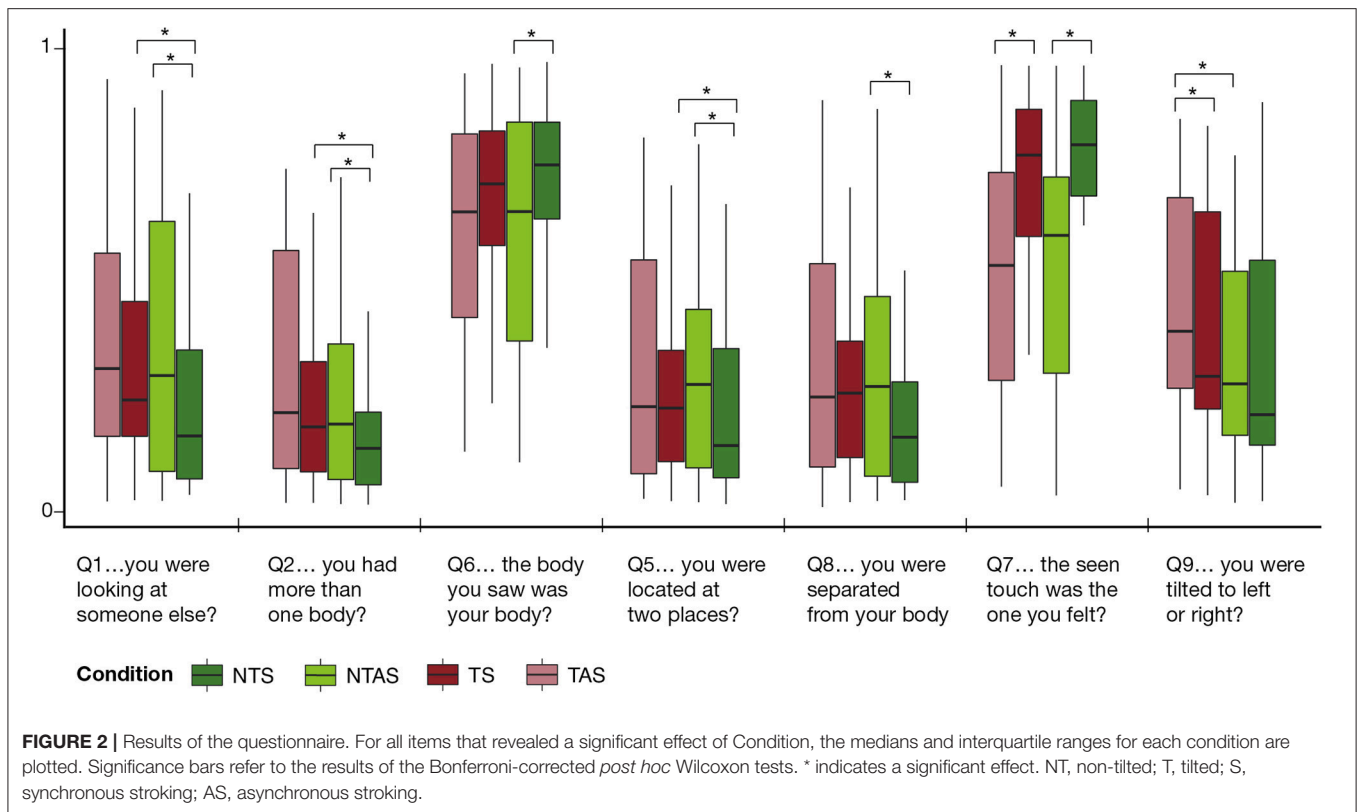 1
* * * * * * * * * * * * *
0
Q1...you were
looking at
someone else?
Q2... you had
more than
one body?
Q6... the body
you saw was
your body?
Q5... you were
located at
two places?
Q8... you were
separated
from your body
Q7... the seen
touch was the
one you felt?
Q9... you were
tilted to left
or right?
Condition NTS NTAS TS TAS
FIGURE 2 | Results of the questionnaire. For all items that revealed a significant effect of Condition, the medians and interquartile ranges for each condition are
plotted. Significance bars refer to the results of the Bonferroni-corrected post hoc Wilcoxon tests. * indicates a significant effect. NT, non-tilted; T, tilted; S,
synchronous stroking; AS, asynchronous stroking.